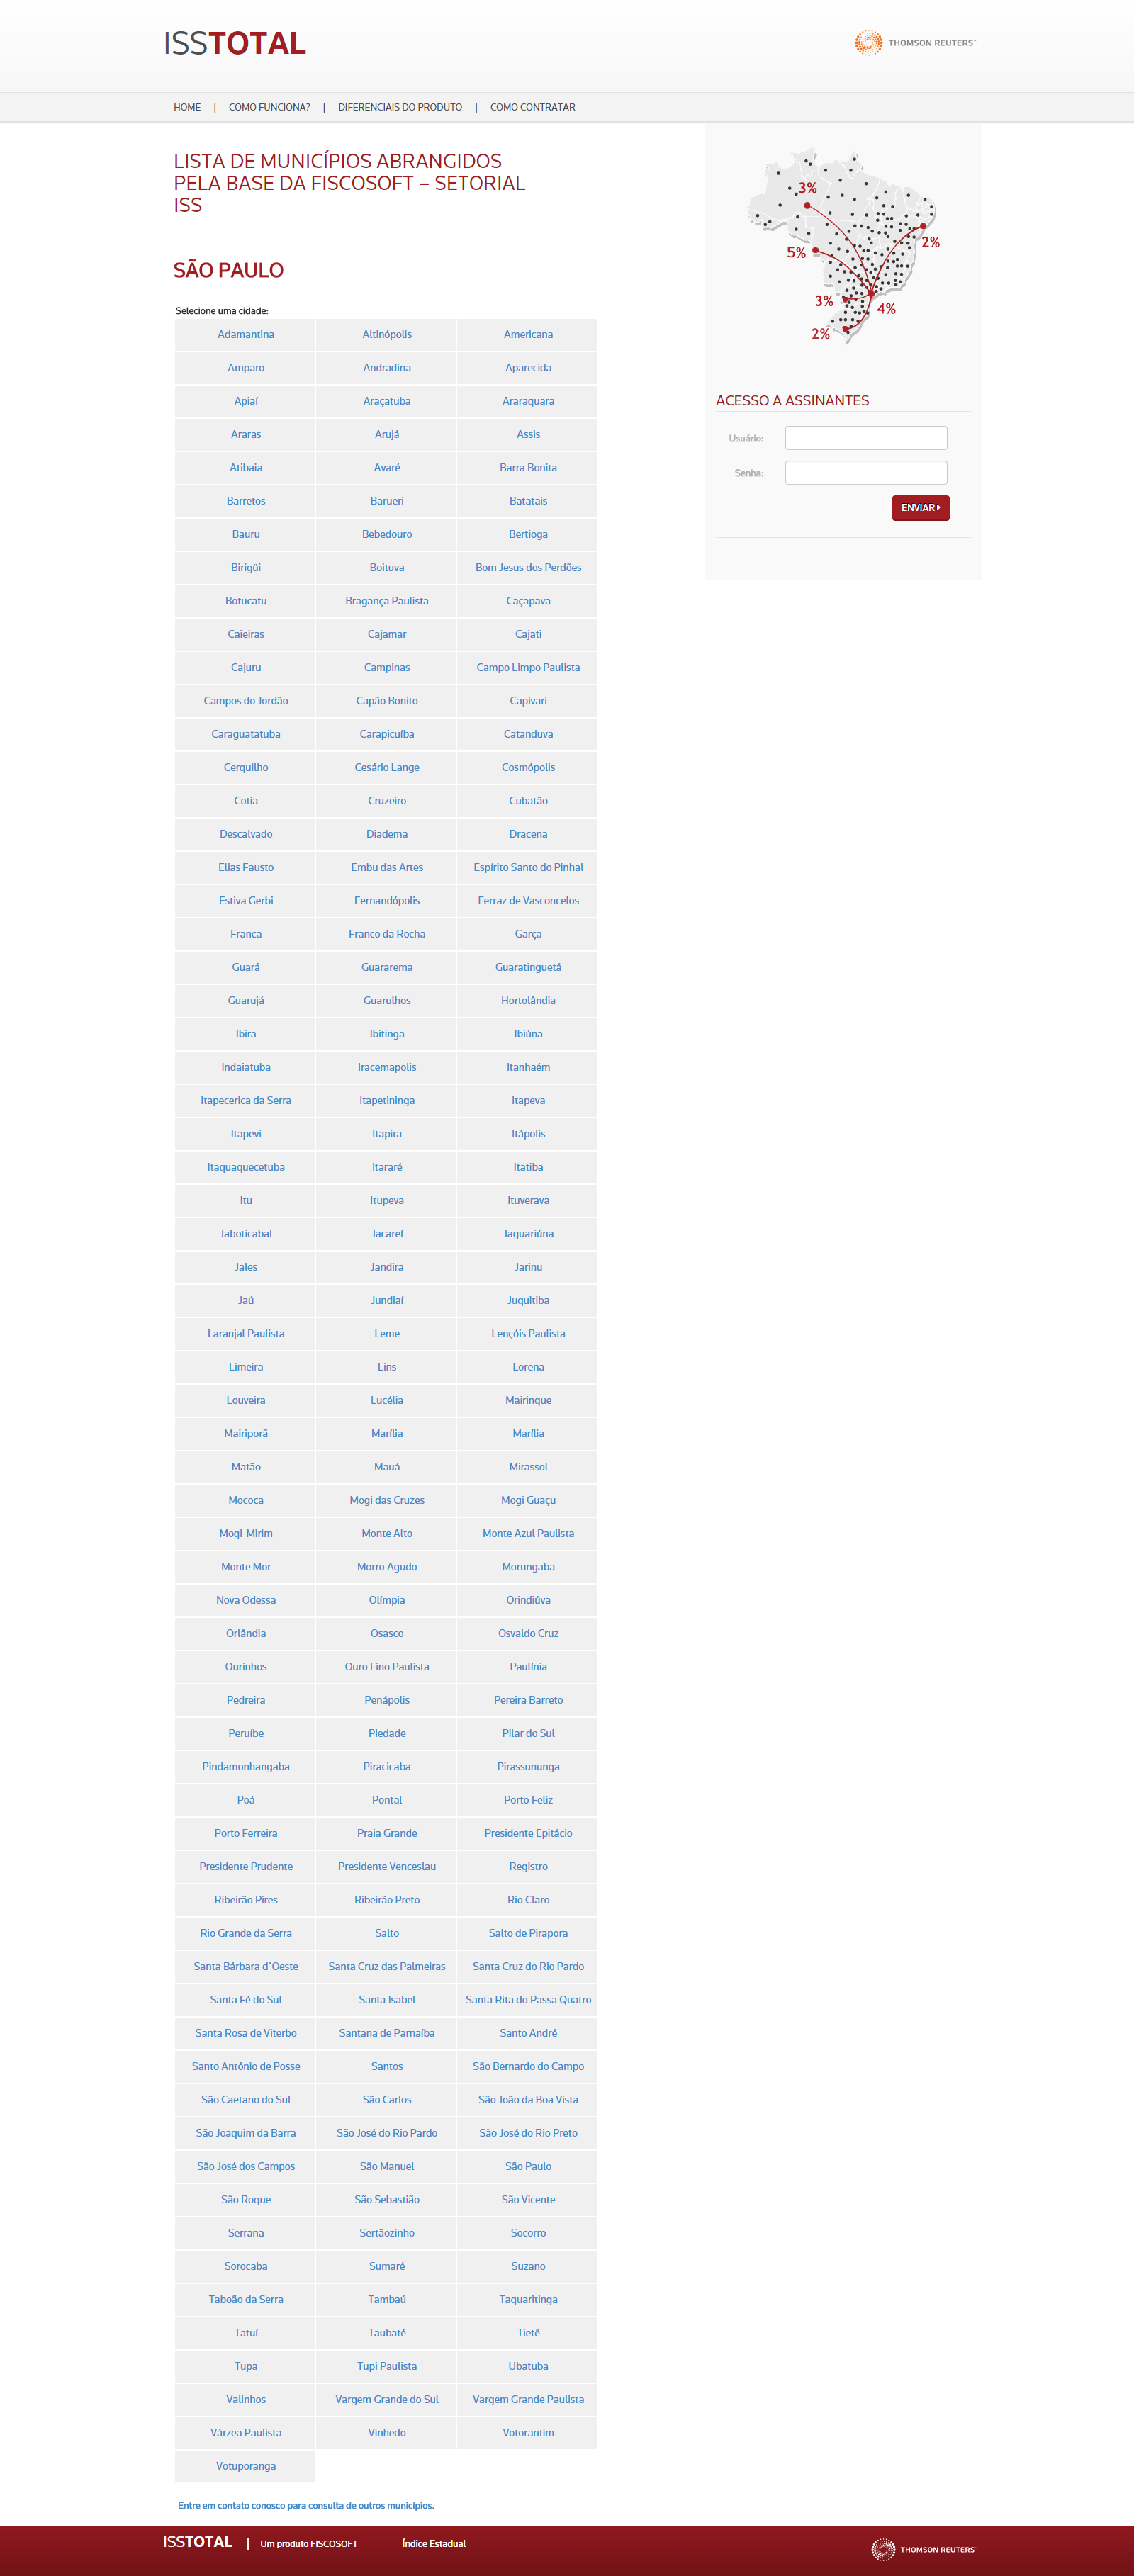 ISSTOTAL
THOMSON REUTERS™
HOME | COMO FUNCIONA? | DIFERENCIAIS DO PRODUTO | COMO CONTRATAR
LISTA DE MUNICÍPIOS ABRANGIDOS
PELA BASE DA FISCOSOFT – SETORIAL
ISS
SÃO PAULO
Selecione uma cidade:
Adamantina Altinópolis Americana
Amparo Andradina Aparecida
Apiaí Araçatuba Araraquara
Araras Arujá Assis
Atibaia Avaré Barra Bonita
Barretos Barueri Batatais
Bauru Bebedouro Bertioga
Birigüi Boituva Bom Jesus dos Perdões
Botucatu Bragança Paulista Caçapava
Caieiras Cajamar Cajati
Cajuru Campinas Campo Limpo Paulista
Campos do Jordão Capão Bonito Capivari
Caraguatatuba Carapicuíba Catanduva
Cerquilho Cesário Lange Cosmópolis
Cotia Cruzeiro Cubatão
Descalvado Diadema Dracena
Elias Fausto Embu das Artes Espírito Santo do Pinhal
Estiva Gerbi Fernandópolis Ferraz de Vasconcelos
Franca Franco da Rocha Garça
Guará Guararema Guaratinguetá
Guarujá Guarulhos Hortolândia
Ibira Ibitinga Ibiúna
Indaiatuba Iracemapolis Itanhaém
Itapecerica da Serra Itapetininga Itapeva
Itapevi Itapira Itápolis
Itaquaquecetuba Itararé Itatiba
Itu Itupeva Ituverava
Jaboticabal Jacareí Jaguariúna
Jales Jandira Jarinu
Jaú Jundiaí Juquitiba
Laranjal Paulista Leme Lençóis Paulista
Limeira Lins Lorena
Louveira Lucélia Mairinque
Mairiporã Marília Marília
Matão Mauá Mirassol
Mococa Mogi das Cruzes Mogi Guaçu
Mogi-Mirim Monte Alto Monte Azul Paulista
Monte Mor Morro Agudo Morungaba
Nova Odessa Olímpia Orindiúva
Orlândia Osasco Osvaldo Cruz
Ourinhos Ouro Fino Paulista Paulínia
Pedreira Penápolis Pereira Barreto
Peruíbe Piedade Pilar do Sul
Pindamonhangaba Piracicaba Pirassununga
Poá Pontal Porto Feliz
Porto Ferreira Praia Grande Presidente Epitácio
Presidente Prudente Presidente Venceslau Registro
Ribeirão Pires Ribeirão Preto Rio Claro
Rio Grande da Serra Salto Salto de Pirapora
Santa Bárbara d'Oeste Santa Cruz das Palmeiras Santa Cruz do Rio Pardo
Santa Fé do Sul Santa Isabel Santa Rita do Passa Quatro
Santa Rosa de Viterbo Santana de Parnaíba Santo André
Santo Antônio de Posse Santos São Bernardo do Campo
São Caetano do Sul São Carlos São João da Boa Vista
São Joaquim da Barra São José do Rio Pardo São José do Rio Preto
São José dos Campos São Manuel São Paulo
São Roque São Sebastião São Vicente
Serrana Sertãozinho Socorro
Sorocaba Sumaré Suzano
Taboão da Serra Tambaú Taquaritinga
Tatuí Taubaté Tietê
Tupa Tupi Paulista Ubatuba
Valinhos Vargem Grande do Sul Vargem Grande Paulista
Várzea Paulista Vinhedo Votorantim
Votuporanga
Entre em contato conosco para consulta de outros municípios.
3%
2%
5%
3%
4%
2%
ACESSO A ASSINANTES
Usuário:
Senha:
ENVIAR
ISSTOTAL | Um produto FISCOSOFT Índice Estadual
THOMSON REUTERS™